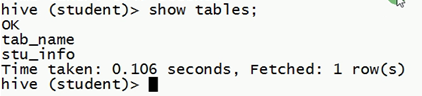 hive (student)> show tables;
OK
tab_name
stu_info
Time taken: 0.106 seconds, Fetched: 1 row(s)
hive (student)>